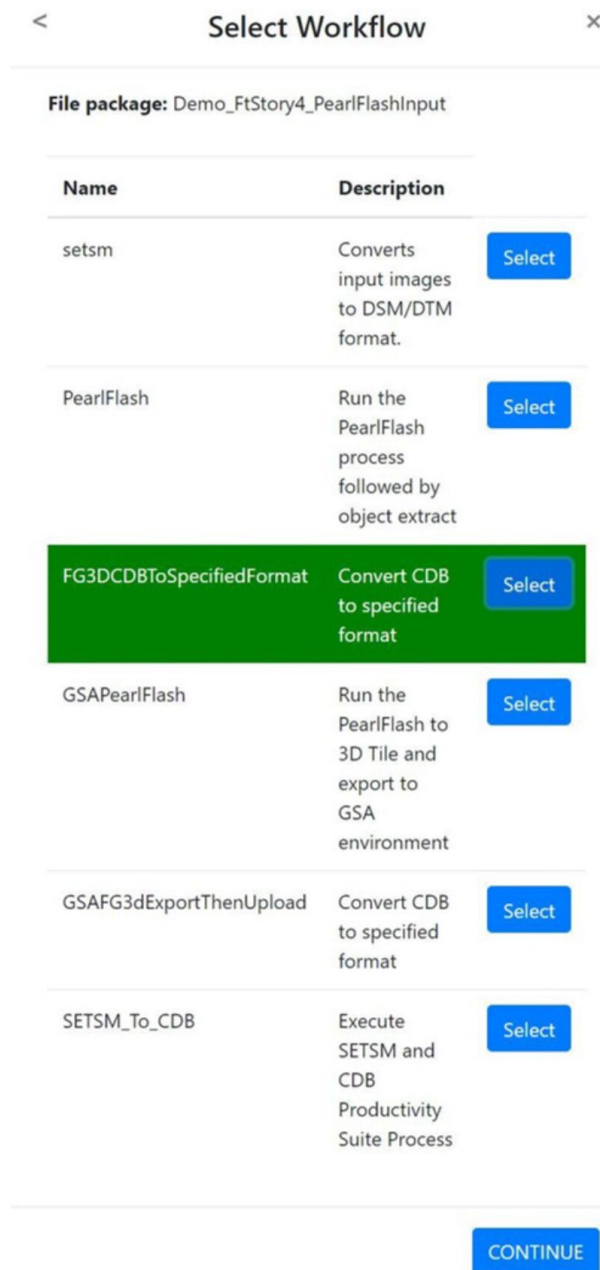 <
Select Workflow
×
File package: Demo_FtStory4_PearlFlashInput
Name
Description
setsm
Converts
input images
to DSM/DTM
format.
Select
PearlFlash
Run the
PearlFlash
process
followed by
object extract
Select
FG3DCDBToSpecifiedFormat
Convert CDB
to specified
format
Select
GSAPearlFlash
Run the
PearlFlash to
3D Tile and
export to
GSA
environment
Select
GSAFG3dExportThenUpload
Convert CDB
to specified
format
Select
SETSM_To_CDB
Execute
SETSM and
CDB
Productivity
Suite Process
Select
CONTINUE